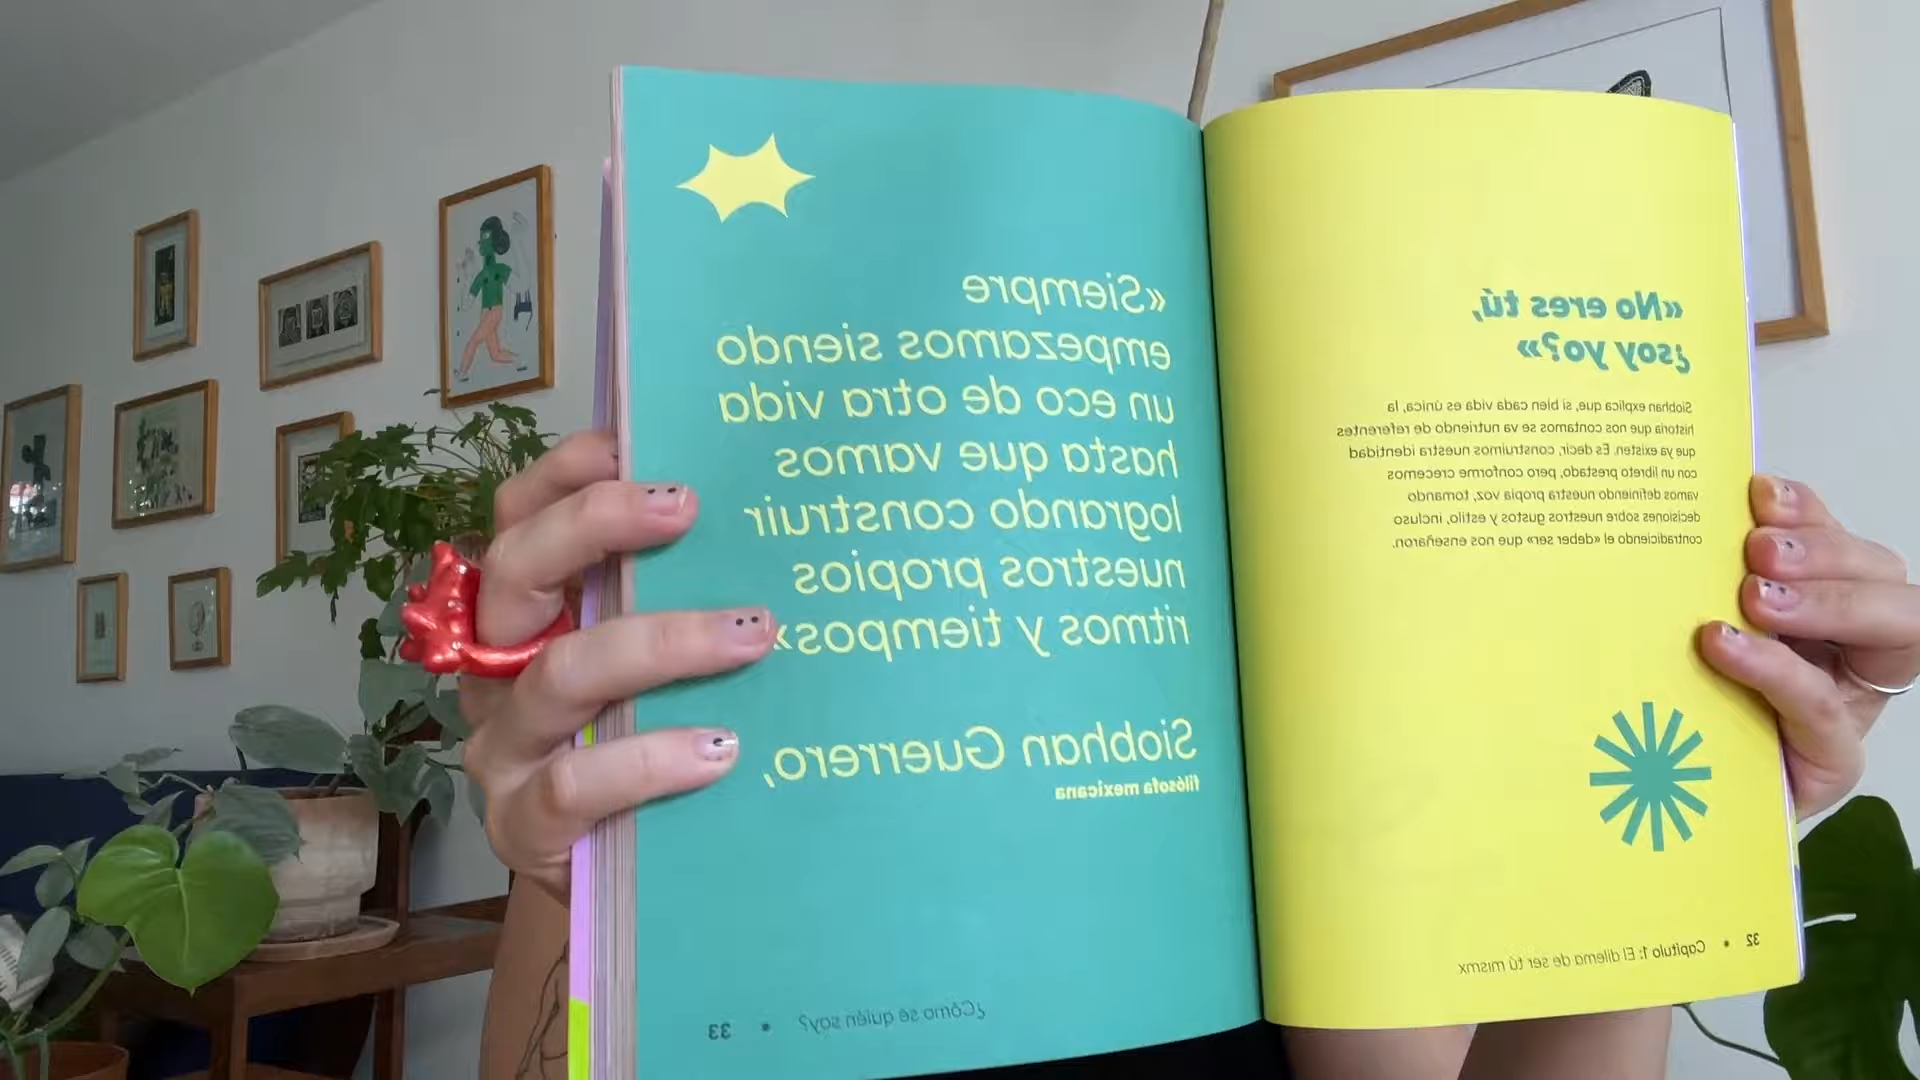 «No eres tú,
¿soy yo?»
Siobhan explica que, si bien cada vida es única, la
historia que nos contamos se va nutriendo de referentes
que ya existen. Es decir, construimos nuestra identidad
con un libreto prestado, pero conforme crecemos
vamos definiendo nuestra propia voz, tomando
decisiones sobre nuestros gustos y estilo, incluso
contradiciendo el «deber ser» que nos enseñaron.
32 • Capítulo 1: El dilema de ser tú mismx
«Siempre
empezamos siendo
un eco de otra vida
hasta que vamos
logrando construir
nuestros propios
ritmos y tiempos»
Siobhan Guerrero,
filósofa mexicana
¿Cómo sé quién soy? • 33